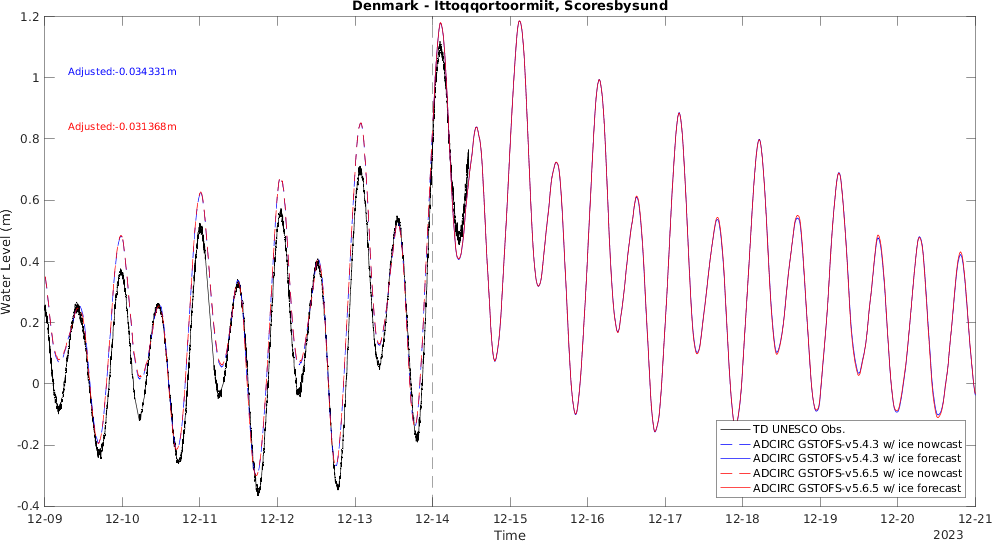 Denmark - Ittoqqortoormiit, Scoresbysund
1.2
1
0.8
0.6
0.4
0.2
0
-0.2
-0.4
Water Level (m)
Adjusted:-0.034331m
Adjusted:-0.031368m
TD UNESCO Obs.
ADCIRC GSTOFS-v5.4.3 w/ ice nowcast
ADCIRC GSTOFS-v5.4.3 w/ ice forecast
ADCIRC GSTOFS-v5.6.5 w/ ice nowcast
ADCIRC GSTOFS-v5.6.5 w/ ice forecast
12-09 12-10 12-11 12-12 12-13 12-14 12-15 12-16 12-17 12-18 12-19 12-20 12-21
Time
2023